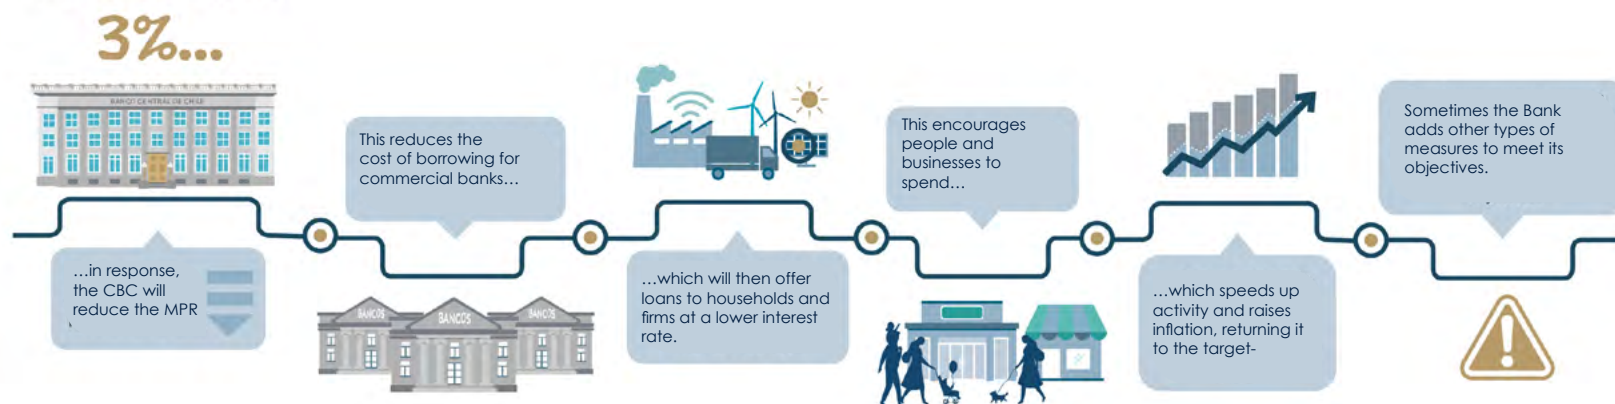 3%...
BANCO CENTRAL DE CHILE
...in response,
the CBC will
reduce the MPR
This reduces the
cost of borrowing for
commercial banks...
BANCOS
BANCOS
BANCOS
...which will then offer
loans to households and
firms at a lower interest
rate.
This encourages
people and
businesses to
spend...
...which speeds up
activity and raises
inflation, returning it
to the target-
Sometimes the Bank
adds other types of
measures to meet its
objectives.